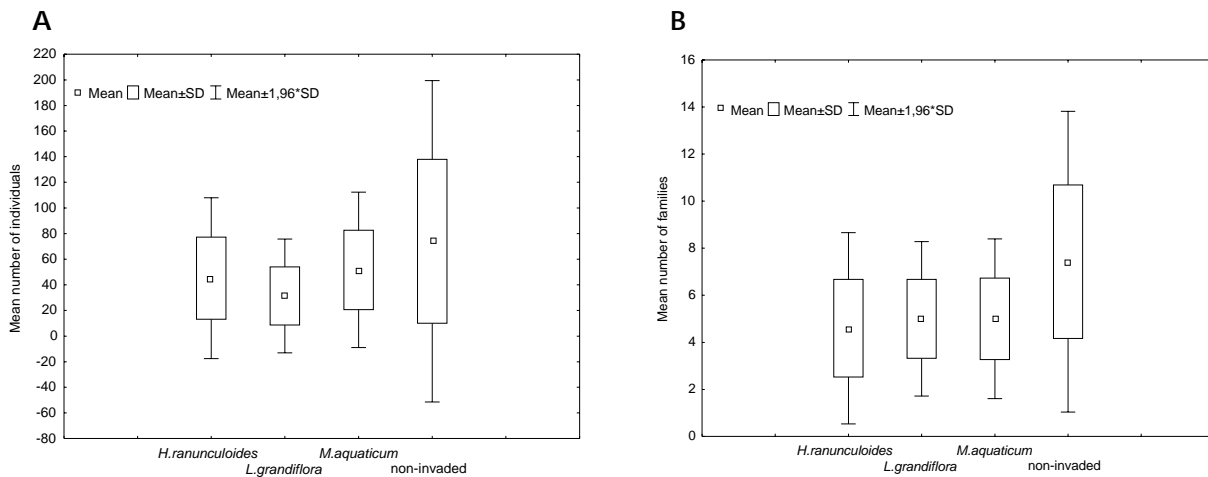 A
Mean number of individuals
220
200
180
160
140
120
100
80
60
40
20
0
-20
-40
-60
-80
Mean Mean±SD Mean±1,96*SD
H.ranunculoides
L.grandiflora
M.aquaticum
non-invaded
B
Mean number of families
16
14
12
10
8
6
4
2
0
Mean Mean±SD Mean±1,96*SD
H.ranunculoides
L.grandiflora
M.aquaticum
non-invaded